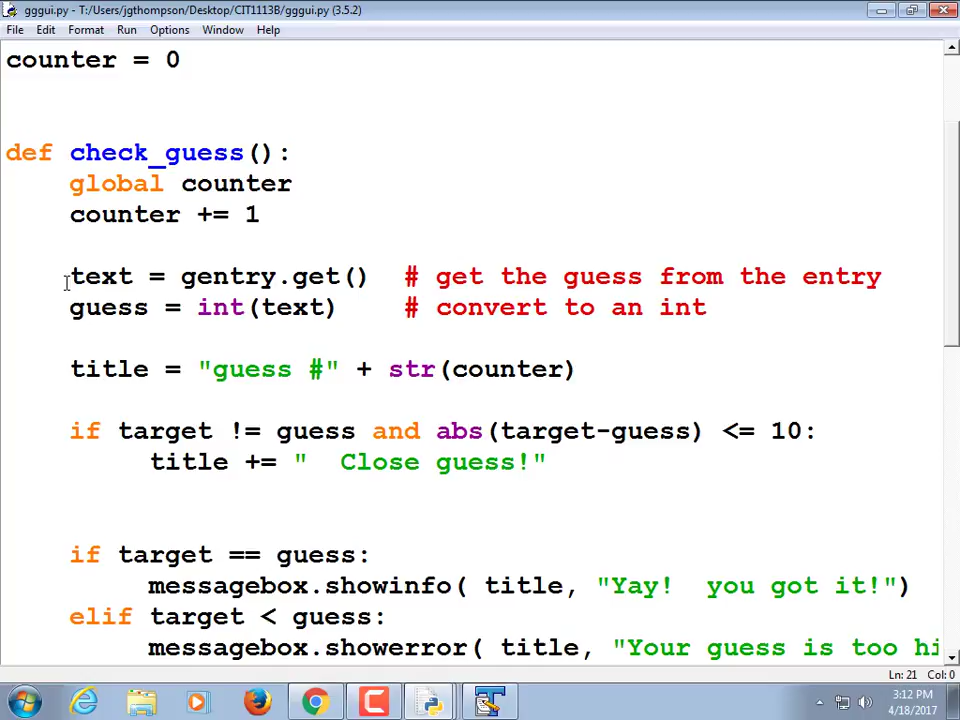 gggui.py - T:/Users/jgthompson/Desktop/CIT1113B/gggui.py (3.5.2)
File Edit Format Run Options Window Help
counter = 0
def check_guess():
    global counter
    counter += 1
    text = gentry.get()  # get the guess from the entry
    guess = int(text)    # convert to an int
    title = "guess #" + str(counter)
    if target != guess and abs(target-guess) <= 10:
         title += "  Close guess!"
    if target == guess:
         messagebox.showinfo( title, "Yay!  you got it!")
    elif target < guess:
         messagebox.showerror( title, "Your guess is too hi
Ln: 21 Col: 0
3:12 PM
4/18/2017